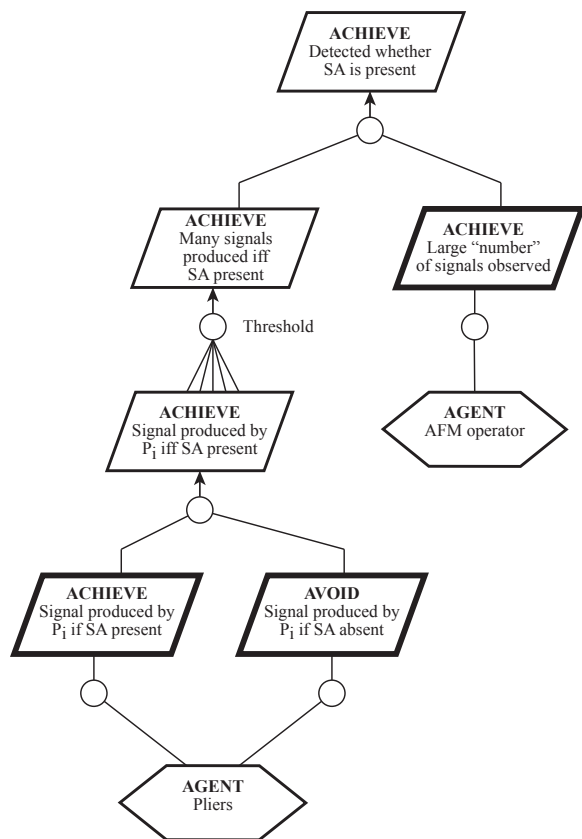 ACHIEVE
Detected whether
SA is present
ACHIEVE
Many signals
produced iff
SA present
ACHIEVE
Large “number”
of signals observed
Threshold
ACHIEVE
Signal produced by
Pi iff SA present
AGENT
AFM operator
ACHIEVE
Signal produced by
Pi if SA present
AVOID
Signal produced by
Pi if SA absent
AGENT
Pliers